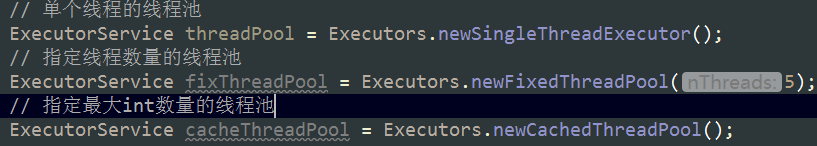 // 单个线程的线程池
ExecutorService threadPool = Executors.newSingleThreadExecutor();
// 指定线程数量的线程池
ExecutorService fixThreadPool = Executors.newFixedThreadPool( nThreads: 5);
// 指定最大int数量的线程池
ExecutorService cacheThreadPool = Executors.newCachedThreadPool();